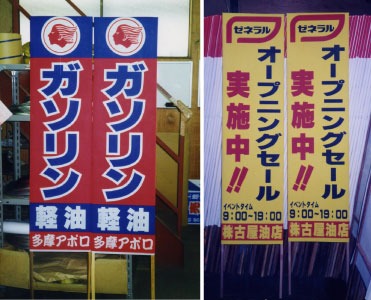 ガソリン
軽油
多摩アポロ
ガソリン
軽油
多摩アポロ
ゼネラル
オープニングセール
実施中!!
イベントタイム
9:00~19:00
株古屋油店
ゼネラル
オープニングセール
実施中!!
イベントタイム
9:00~19:00
株古屋油店